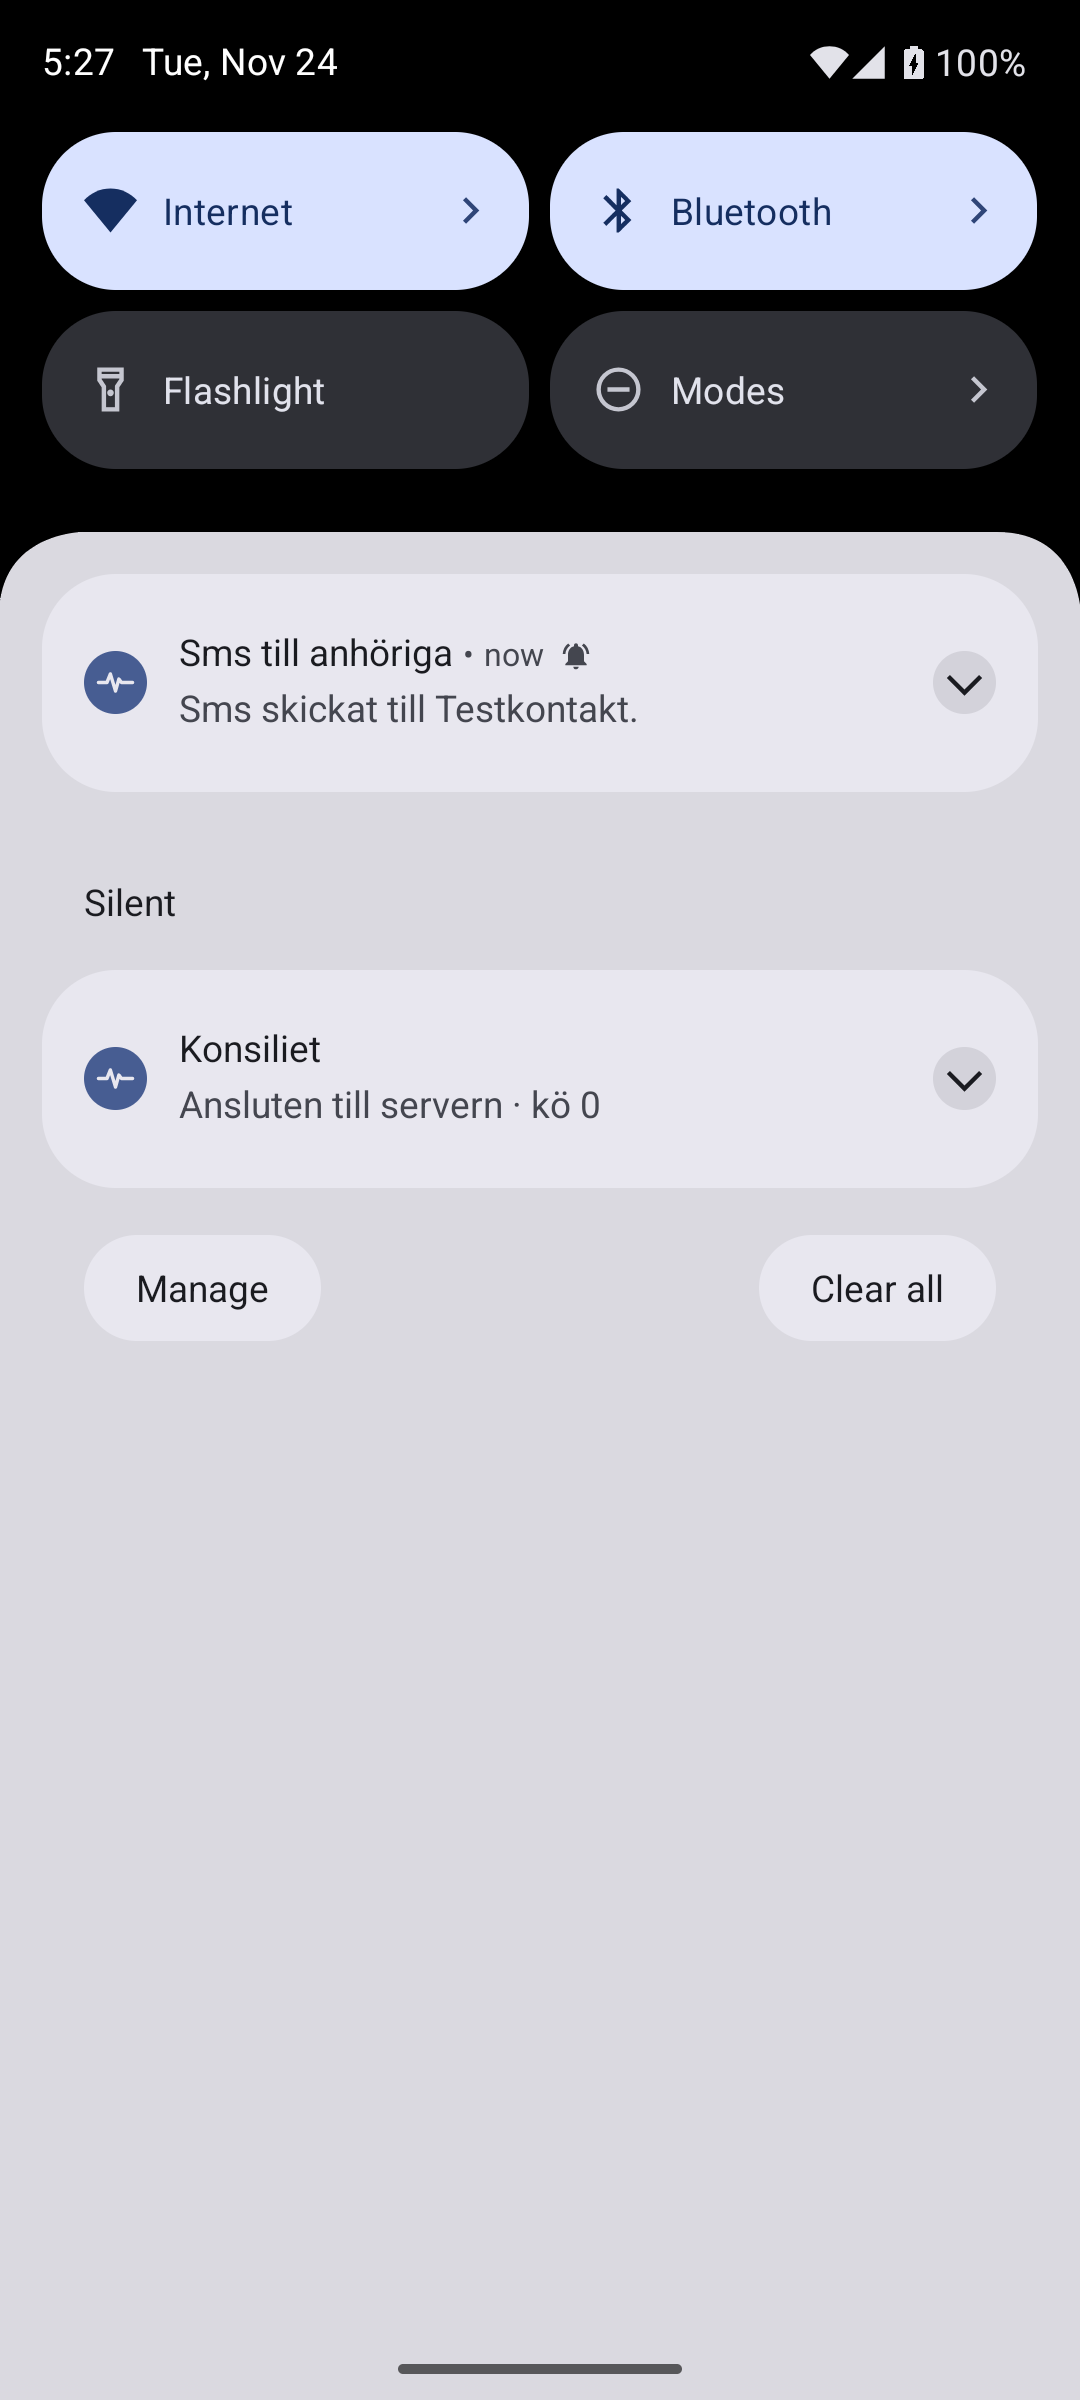 5:27 Tue, Nov 24 100%
Internet
Bluetooth
Flashlight
Modes
Sms till anhöriga • now
Sms skickat till Testkontakt.
Silent
Konsiliet
Ansluten till servern · kö 0
Manage
Clear all